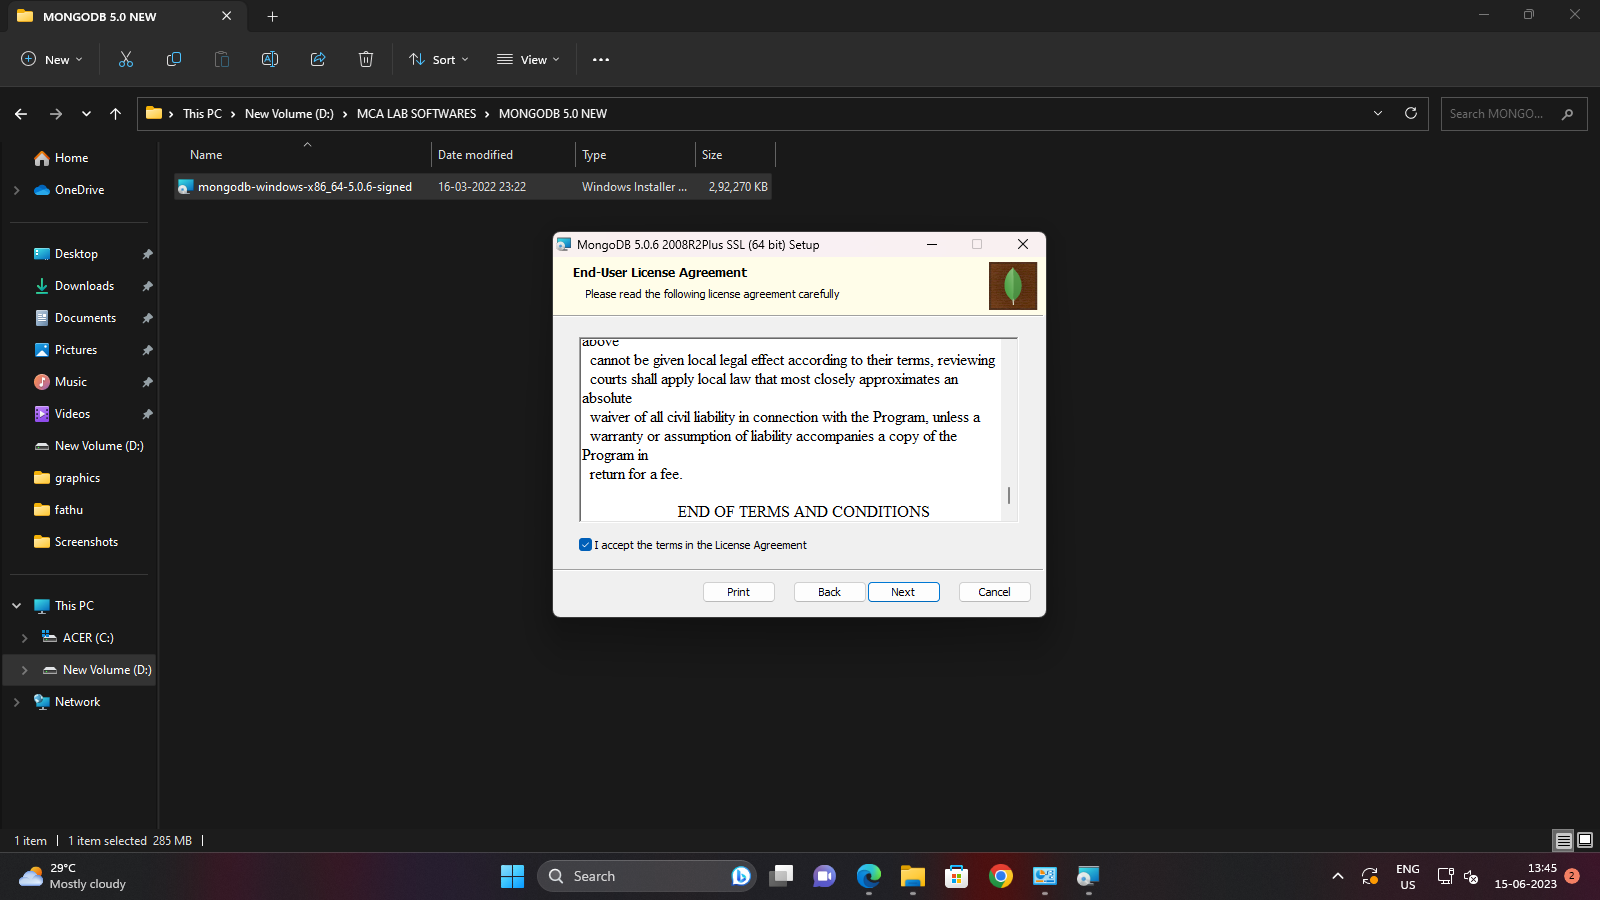 MONGODB 5.0 NEW
New
Sort
View
This PC
New Volume (D:)
MCA LAB SOFTWARES
MONGODB 5.0 NEW
Search MONGO...
Name
Date modified
Type
Size
mongodb-windows-x86_64-5.0.6-signed
16-03-2022 23:22
Windows Installer ...
2,92,270 KB
Home
OneDrive
Desktop
Downloads
Documents
Pictures
Music
Videos
New Volume (D:)
graphics
fathu
Screenshots
This PC
ACER (C:)
New Volume (D:)
Network
MongoDB 5.0.6 2008R2Plus SSL (64 bit) Setup
End-User License Agreement
Please read the following license agreement carefully
above
cannot be given local legal effect according to their terms, reviewing
courts shall apply local law that most closely approximates an
absolute
waiver of all civil liability in connection with the Program, unless a
warranty or assumption of liability accompanies a copy of the
Program in
return for a fee.
END OF TERMS AND CONDITIONS
I accept the terms in the License Agreement
Print
Back
Next
Cancel
1 item
1 item selected 285 MB
29°C
Mostly cloudy
Search
ENG
US
13:45
15-06-2023
2